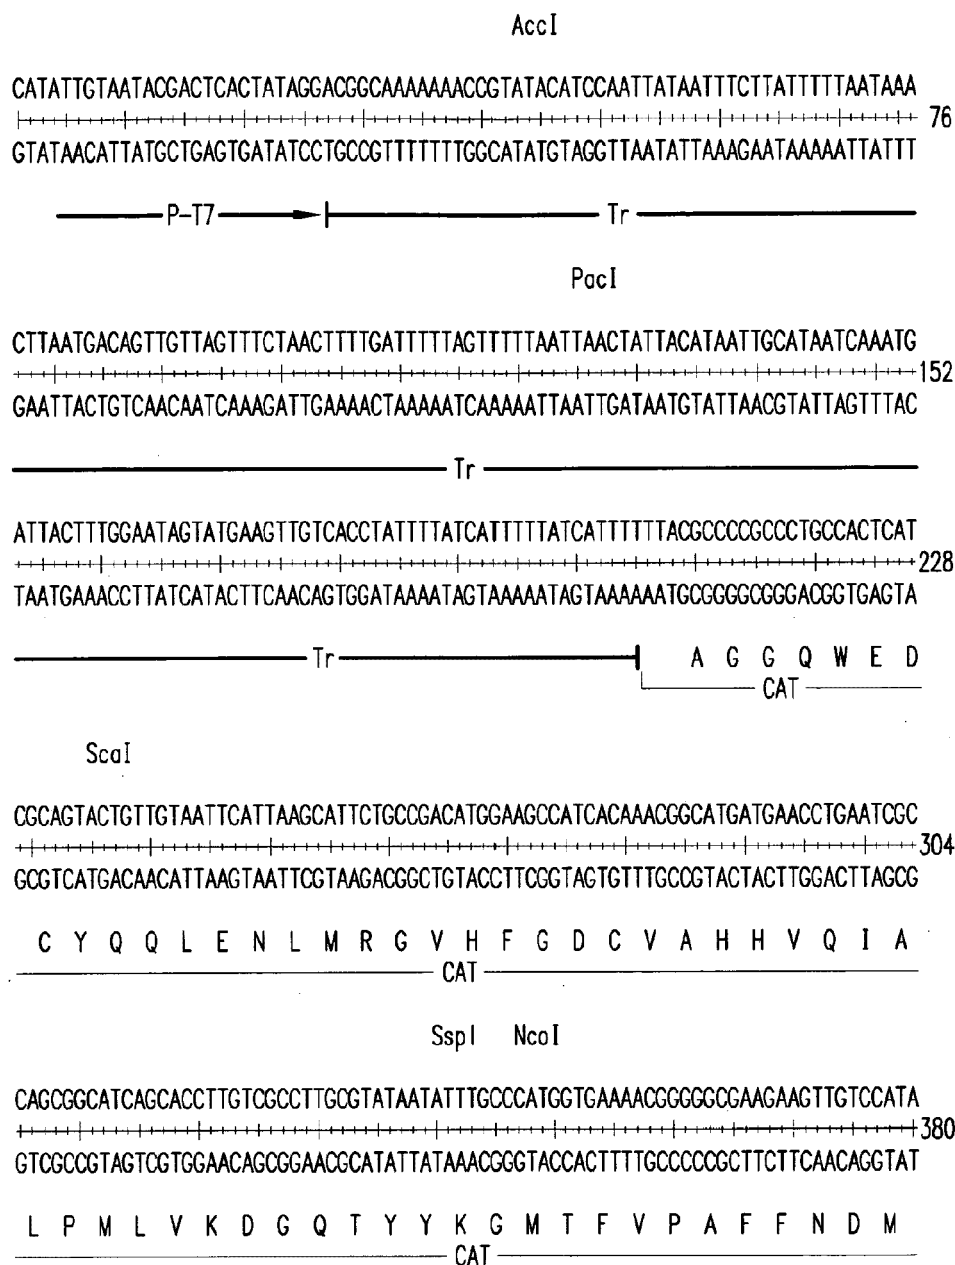 AccI
CATATTGTAATACGACTCACTATAGGACGGCAAAAAAACCGTATACATCCAATTATAATTTCTTATTTTTAATAAA
76
GTATAACATTATGCTGAGTGATATCCTGCCGTTTTTTTGGCATATGTAGGTTAATATTAAAGAATAAAAATTATTT
P-T7 Tr
PacI
CTTAATGACAGTTGTTAGTTTCTAACTTTTGATTTTTAGTTTTTAATTAACTATTACATAATTGCATAATCAAATG
152
GAATTACTGTCAACAATCAAAGATTGAAAACTAAAAATCAAAAATTAATTGATAATGTATTAACGTATTAGTTTAC
Tr
ATTACTTTGGAATAGTATGAAGTTGTCACCTATTTTATCATTTTTATCATTTTTTACGCCCCGCCCTGCCACTCAT
228
TAATGAAACCTTATCATACTTCAACAGTGGATAAAATAGTAAAAATAGTAAAAAATGCGGGGCGGGACGGTGAGTA
Tr A G G Q W E D
CAT
ScaI
CGCAGTACTGTTGTAATTCATTAAGCATTCTGCCGACATGGAAGCCATCACAAACGGCATGATGAACCTGAATCGC
304
GCGTCATGACAACATTAAGTAATTCGTAAGACGGCTGTACCTTCGGTAGTGTTTGCCGTACTACTTGGACTTAGCG
C Y Q Q L E N L M R G V H F G D C V A H H V Q I A
CAT
SspI NcoI
CAGCGGCATCAGCACCTTGTCGCCTTGCGTATAATATTTGCCCATGGTGAAAACGGGGGCGAAGAAGTTGTCCATA
380
GTCGCCGTAGTCGTGGAACAGCGGAACGCATATTATAAACGGGTACCACTTTTGCCCCCGCTTCTTCAACAGGTAT
L P M L V K D G Q T Y Y K G M T F V P A F F N D M
CAT